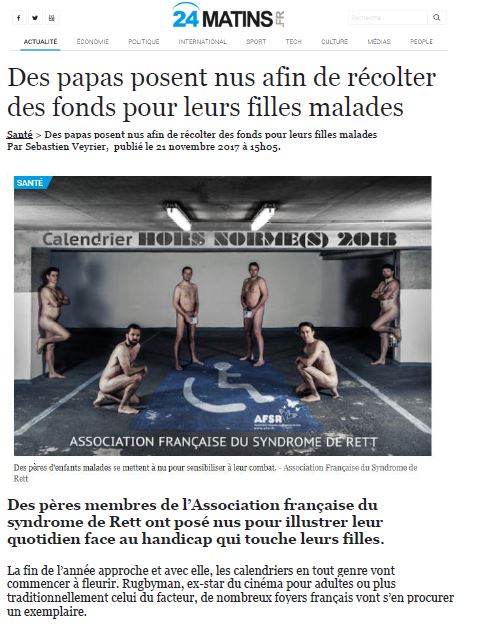 24MATINS.FR
Recherche
ACTUALITÉ ÉCONOMIE POLITIQUE INTERNATIONAL SPORT TECH CULTURE MÉDIAS PEOPLE
Des papas posent nus afin de récolter
des fonds pour leurs filles malades
Santé > Des papas posent nus afin de récolter des fonds pour leurs filles malades
Par Sebastien Veyrier, publié le 21 novembre 2017 à 15h05.
SANTÉ
Calendrier HORS NORME(S) 2018
AFSR
ASSOCIATION FRANÇAISE DU SYNDROME DE RETT
Des pères d'enfants malades se mettent à nu pour sensibiliser à leur combat. - Association Française du Syndrome de
Rett
Des pères membres de l'Association française du
syndrome de Rett ont posé nus pour illustrer leur
quotidien face au handicap qui touche leurs filles.
La fin de l'année approche et avec elle, les calendriers en tout genre vont
commencer à fleurir. Rugbyman, ex-star du cinéma pour adultes ou plus
traditionnellement celui du facteur, de nombreux foyers français vont s'en procurer
un exemplaire.